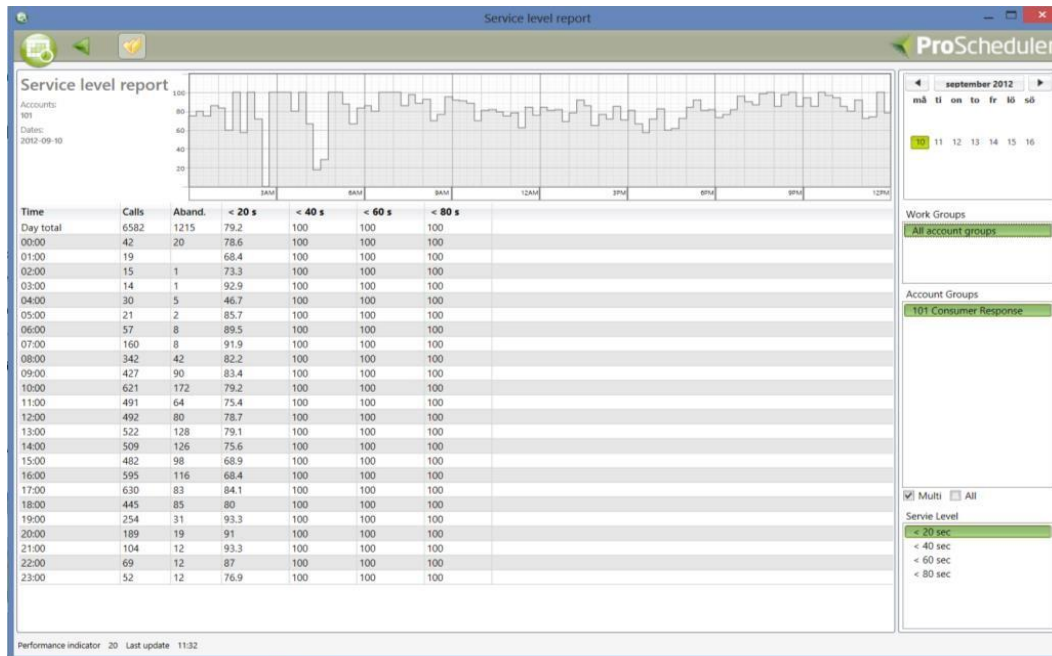 Service level report
ProScheduler
Service level report
Accounts:
101
Dates:
2012-09-10
100
80
60
40
20
3AM 6AM 9AM 12AM 3PM 6PM 9PM 12PM
Time Calls Aband. < 20 s < 40 s < 60 s < 80 s
Day total 6582 1215 79.2 100 100 100
00:00 42 20 78.6 100 100 100
01:00 19 68.4 100 100 100
02:00 15 1 73.3 100 100 100
03:00 14 1 92.9 100 100 100
04:00 30 5 46.7 100 100 100
05:00 21 2 85.7 100 100 100
06:00 57 8 89.5 100 100 100
07:00 160 8 91.9 100 100 100
08:00 342 42 82.2 100 100 100
09:00 427 90 83.4 100 100 100
10:00 621 172 79.2 100 100 100
11:00 491 64 75.4 100 100 100
12:00 492 80 78.7 100 100 100
13:00 522 128 79.1 100 100 100
14:00 509 126 75.6 100 100 100
15:00 482 98 68.9 100 100 100
16:00 595 116 68.4 100 100 100
17:00 630 83 84.1 100 100 100
18:00 445 85 80 100 100 100
19:00 254 31 93.3 100 100 100
20:00 189 19 91 100 100 100
21:00 104 12 93.3 100 100 100
22:00 69 12 87 100 100 100
23:00 52 12 76.9 100 100 100
september 2012
må ti on to fr lö sö
10 11 12 13 14 15 16
Work Groups
All account groups
Account Groups
101 Consumer Response
Multi All
Servie Level
< 20 sec
< 40 sec
< 60 sec
< 80 sec
Performance indicator 20 Last update 11:32